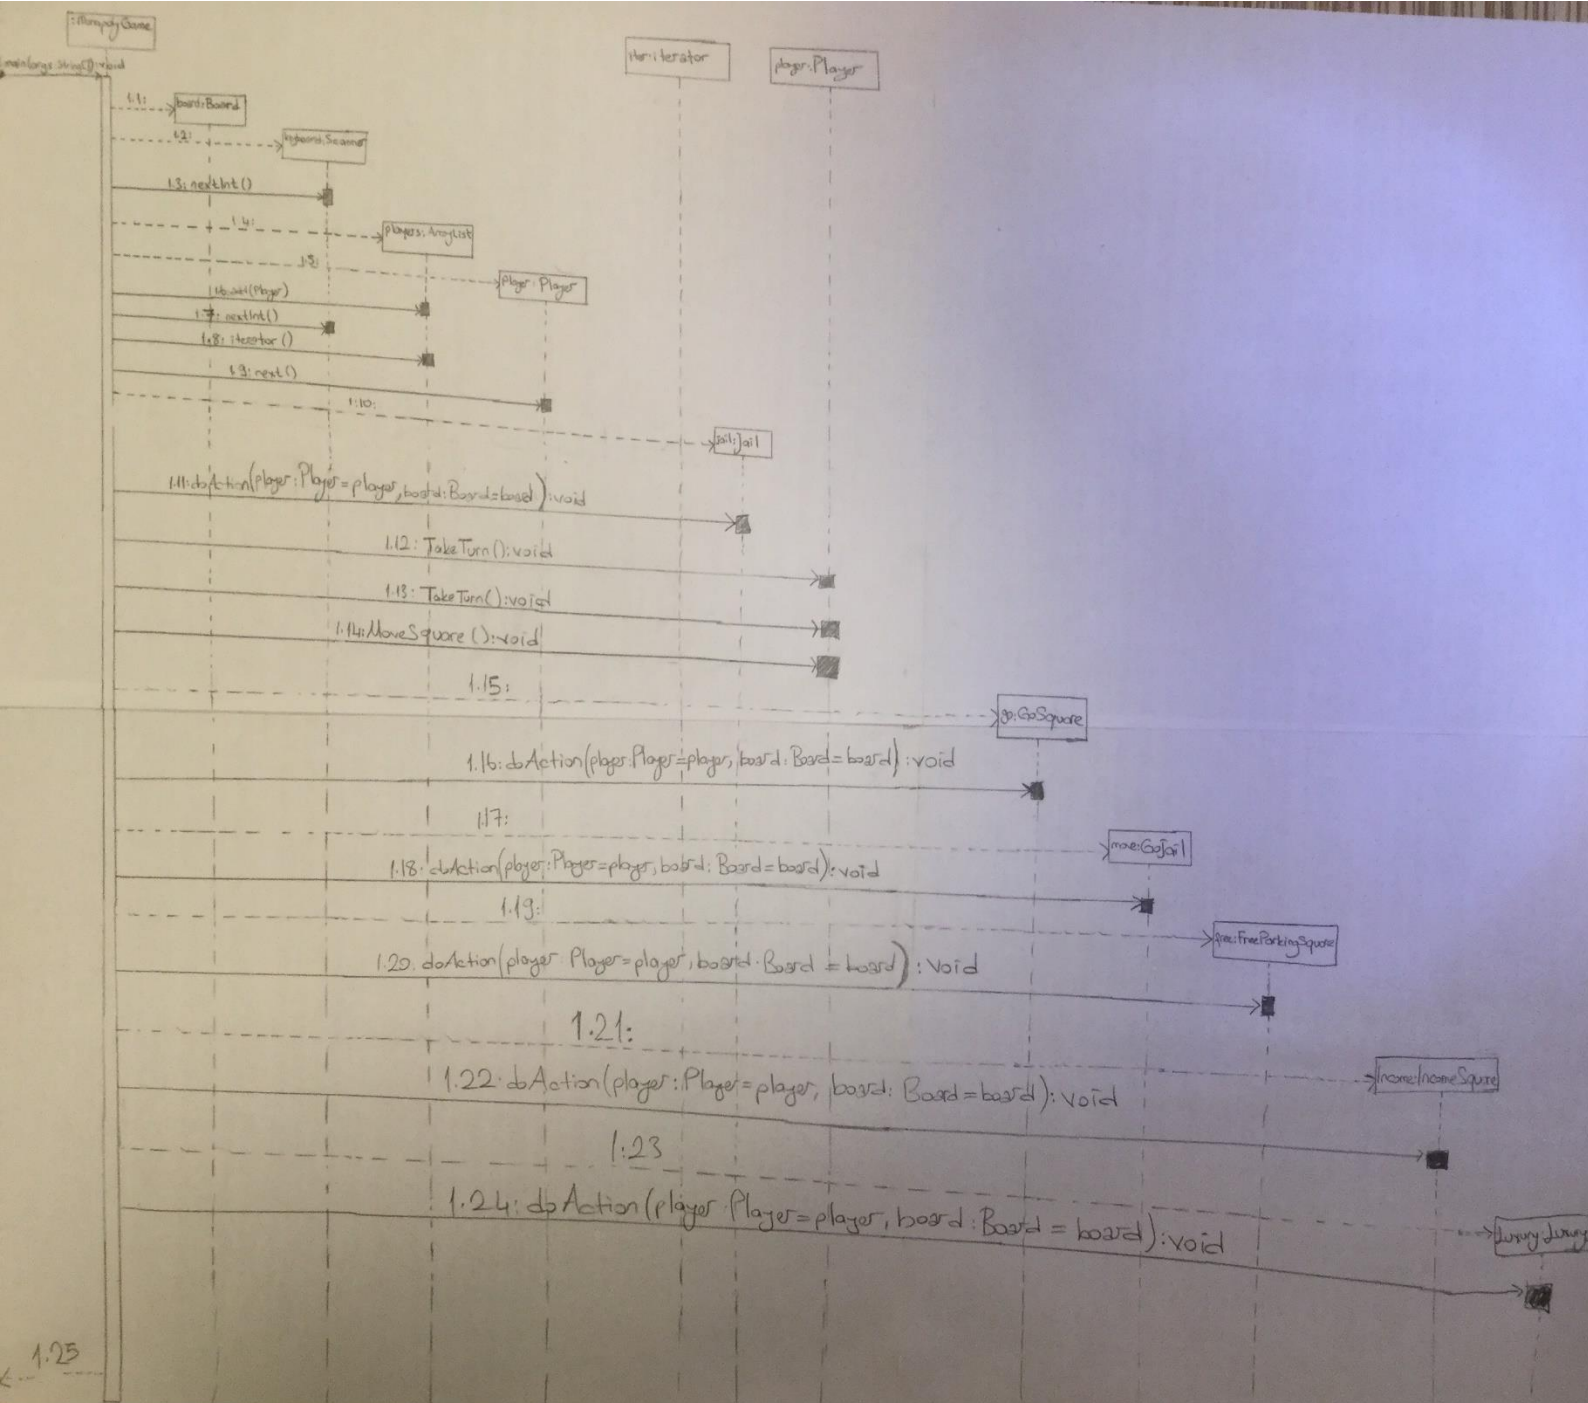 :MonopolyGame
iter:iterator
player:Player
main(args:String[]):void
1.1:
board:Board
1.2:
keyboard:Scanner
1.3: nextInt()
1.4:
players:ArrayList
1.5:
player:Player
1.6: add(Player)
1.7: nextInt()
1.8: iterator()
1.9: next()
1.10:
jail:Jail
1.11: doAction(player:Player=player, board:Board=board):void
1.12: TakeTurn():void
1.13: TakeTurn():void
1.14: MoveSquare():void
1.15:
go:GoSquare
1.16: doAction(player:Player=player, board:Board=board):void
1.17:
move:GoJail
1.18: doAction(player:Player=player, board:Board=board):void
1.19:
free:FreeParkingSquare
1.20. doAction(player Player=player, board.Board = board):void
1.21:
Income:IncomeSqure
1.22. doAction(player:Player=player, board: Board=board):void
1.23
1.24: doAction(player Player=player, board:Board = board):void
Luxury:Luxury
1.25